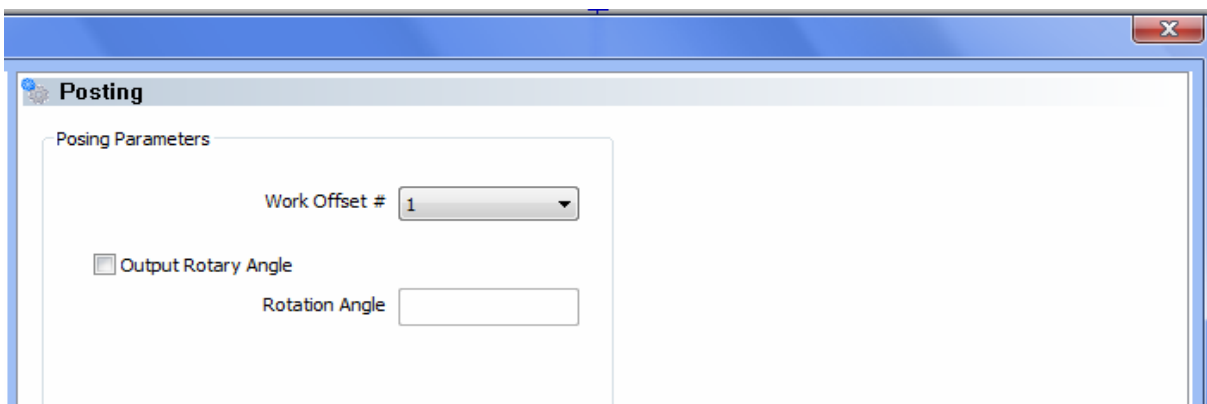 Posting
Posing Parameters
Work Offset # 1
Output Rotary Angle
Rotation Angle